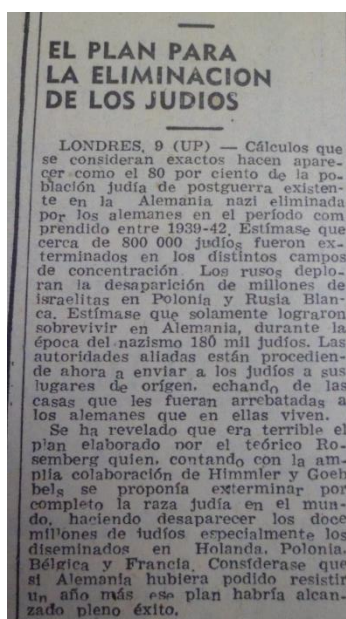 EL PLAN PARA
LA ELIMINACION
DE LOS JUDIOS
LONDRES, 9 (UP) — Cálculos que
se consideran exactos hacen apare-
cer como el 80 por ciento de la po-
blación judía de postguerra existen-
te en la Alemania nazi eliminada
por los alemanes en el período com
prendido entre 1939-42. Estímase que
cerca de 800 000 judíos fueron ex-
terminados en los distintos campos
de concentración. Los rusos deplo-
ran la desaparición de millones de
israelitas en Polonia y Rusia Blan-
ca. Estímase que solamente lograron
sobrevivir en Alemania, durante la
época del nazismo 180 mil judíos. Las
autoridades aliadas están procedien-
de ahora a enviar a los judíos a sus
lugares de orígen. echando de las
casas que les fueran arrebatadas a
los alemanes que en ellas viven.
Se ha revelado que era terrible el
plan elaborado por el teórico Ro-
semberg quien, contando con la am-
plia colaboración de Himmler y Goeb
bels se proponía exterminar por
completo la raza judía en el mun-
do, haciendo desaparecer los doce
millones de judíos especialmente los
diseminados en Holanda, Polonia,
Bélgica y Francia. Considerase que
si Alemania hubiera podido resistir
un año más ese plan habría alcan-
zado pleno éxito.